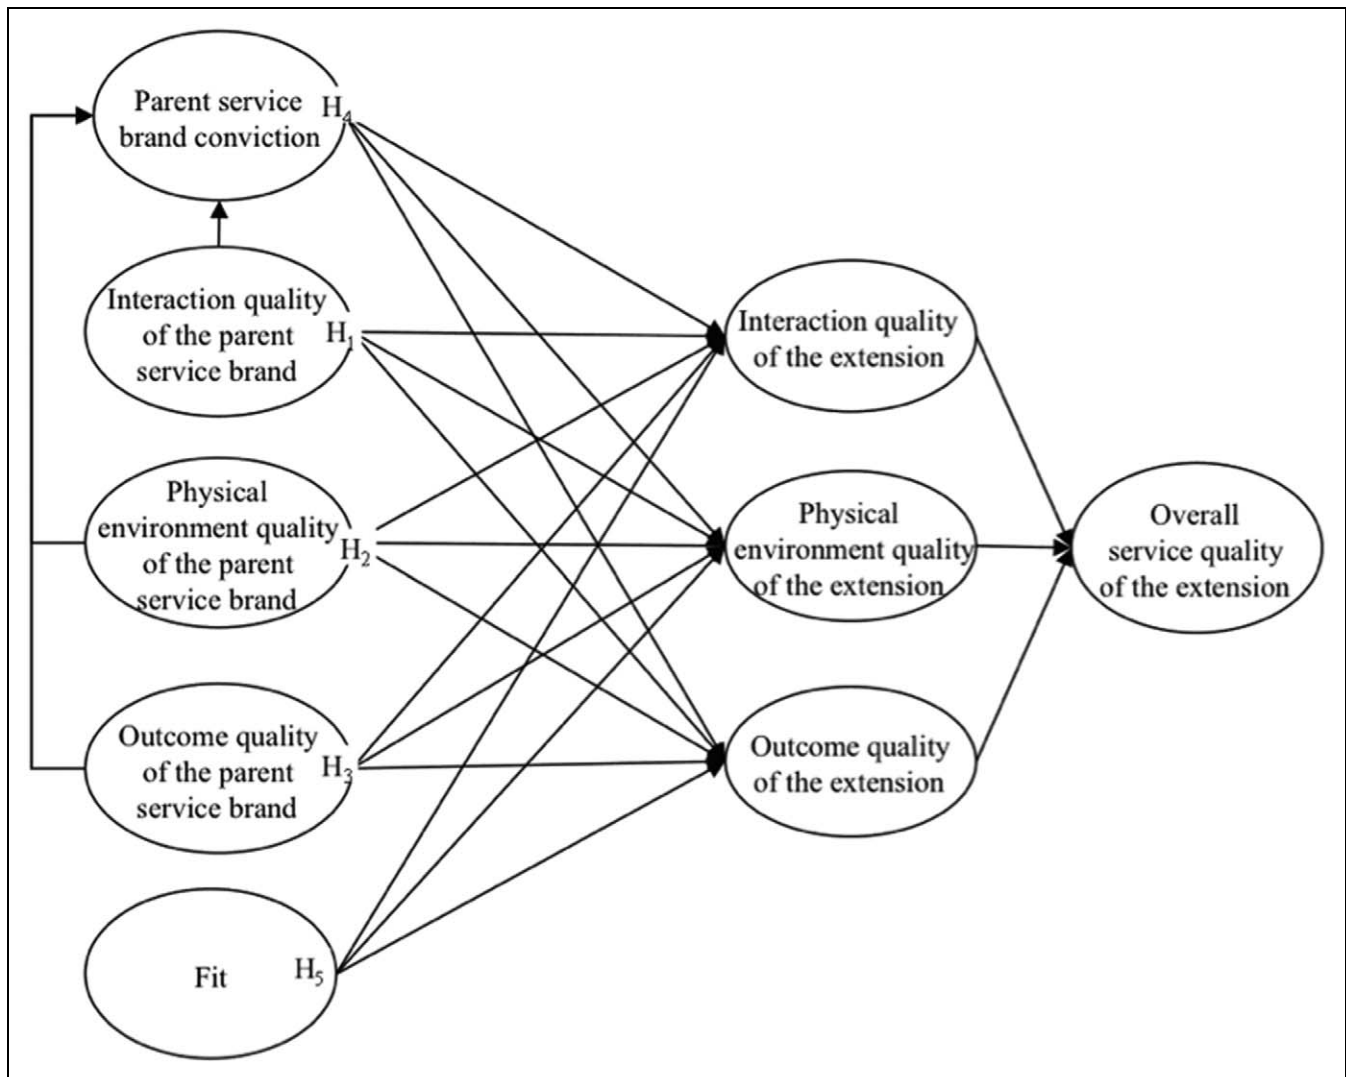 Parent service
brand conviction
H4
Interaction quality
of the parent
service brand
H1
Physical
environment quality
of the parent
service brand
H2
Outcome quality
of the parent
service brand
H3
Fit
H5
Interaction quality
of the extension
Physical
environment quality
of the extension
Outcome quality
of the extension
Overall
service quality
of the extension